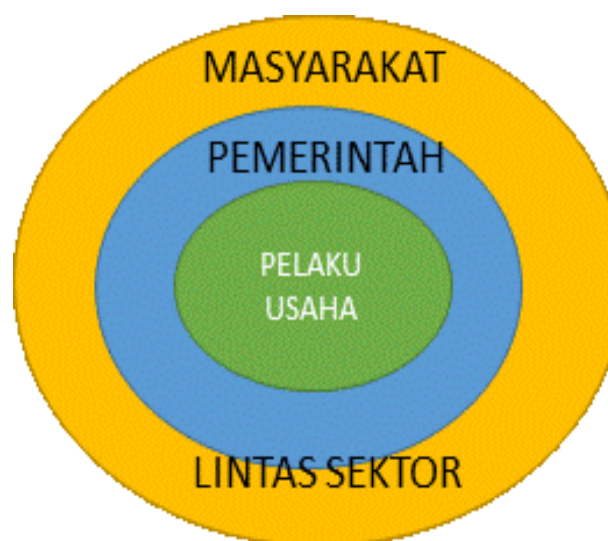 MASYARAKAT
PEMERINTAH
PELAKU
USAHA
LINTAS SEKTOR